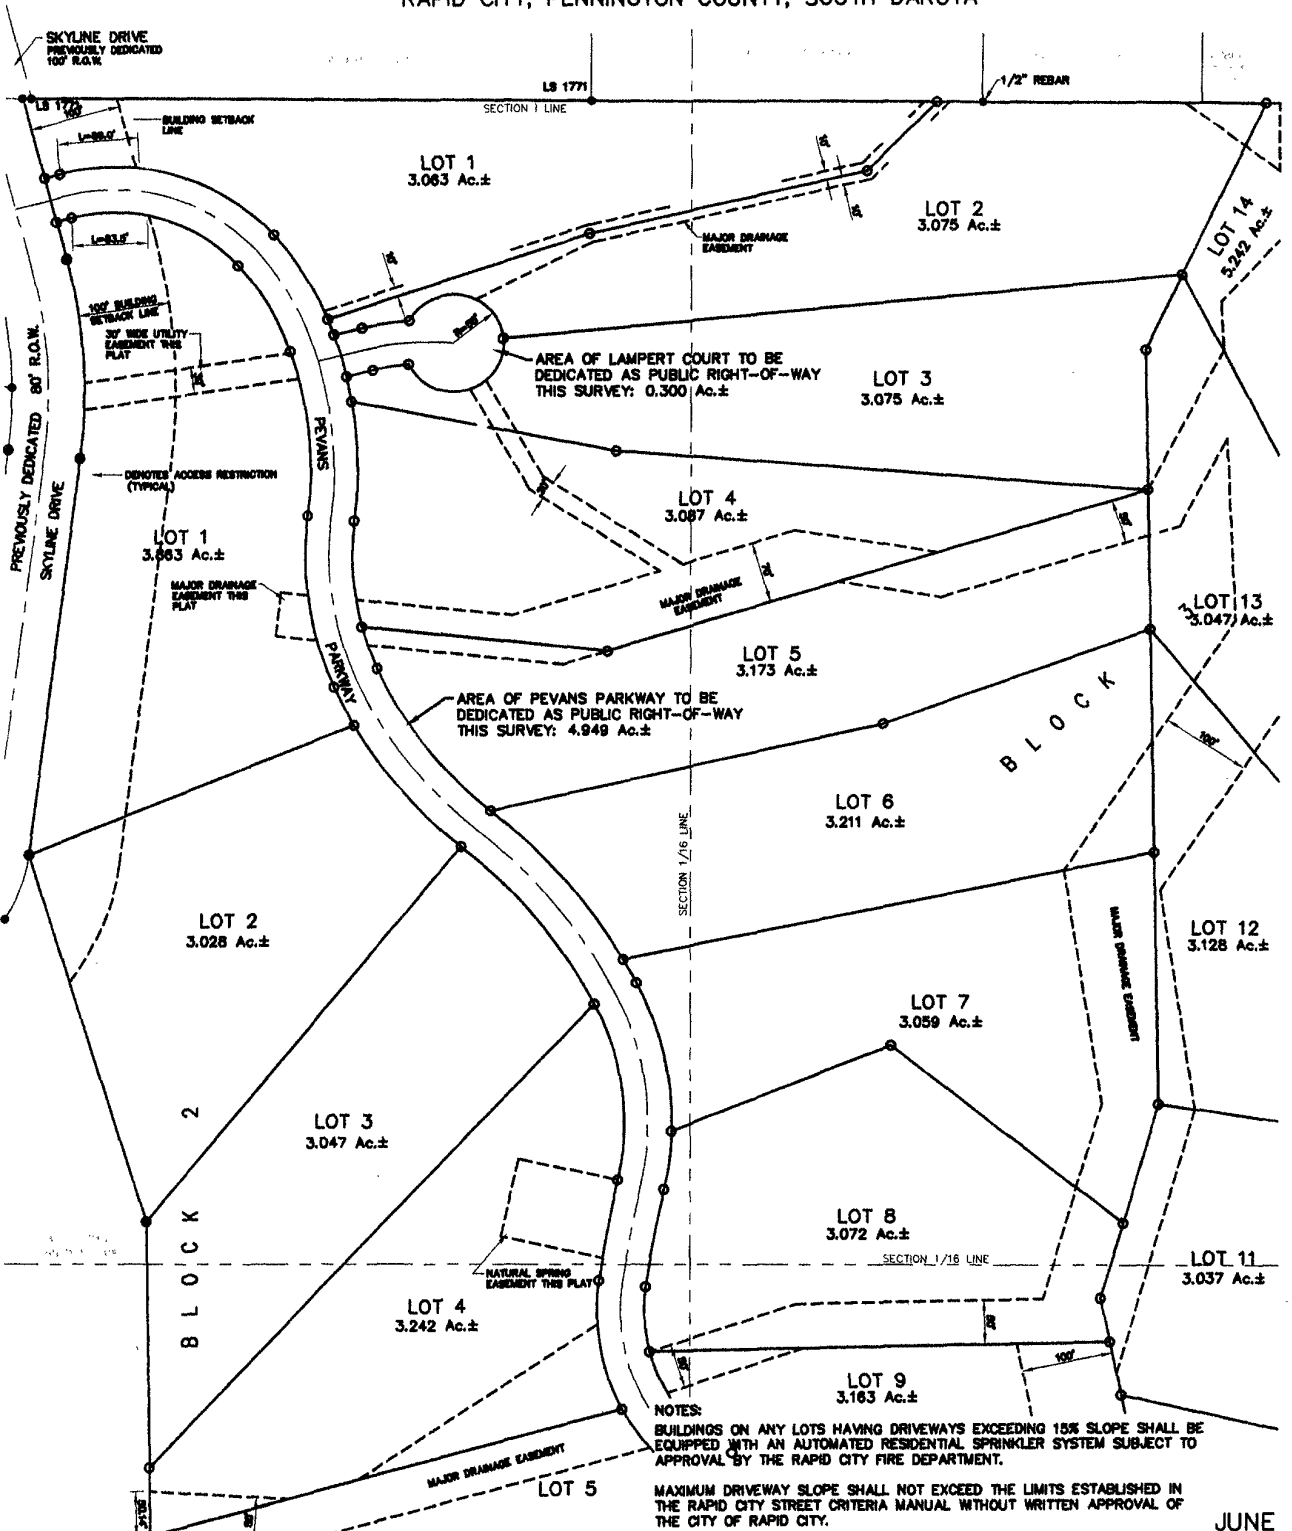 RAPID CITY, PENNINGTON COUNTY, SOUTH DAKOTA
SKYLINE DRIVE
PREVIOUSLY DEDICATED
100' R.O.W.
LS 1771
LS 1771
1/2" REBAR
SECTION 1 LINE
100'
BUILDING SETBACK
LINE
LOT 1
3.063 Ac.±
LOT 2
3.075 Ac.±
LOT 14
5.242 Ac.±
MAJOR DRAINAGE
EASEMENT
L=93.5'
100' BUILDING
SETBACK LINE
30' WIDE UTILITY
EASEMENT THIS
PLAT
AREA OF LAMPERT COURT TO BE
DEDICATED AS PUBLIC RIGHT-OF-WAY
THIS SURVEY: 0.300 Ac.±
LOT 3
3.075 Ac.±
PREVIOUSLY DEDICATED 80' R.O.W.
SKYLINE DRIVE
PEVANS
DENOTES ACCESS RESTRICTION
(TYPICAL)
LOT 4
3.087 Ac.±
LOT 1
MAJOR DRAINAGE
EASEMENT THIS
PLAT
70'
MAJOR DRAINAGE
EASEMENT
LOT 13
3.047 Ac.±
3
LOT 5
3.173 Ac.±
PARKWAY
AREA OF PEVANS PARKWAY TO BE
DEDICATED AS PUBLIC RIGHT-OF-WAY
THIS SURVEY: 4.949 Ac.±
BLOCK
100'
LOT 6
3.211 Ac.±
SECTION 1/16 LINE
LOT 2
3.028 Ac.±
MAJOR DRAINAGE EASEMENT
LOT 12
3.128 Ac.±
LOT 7
3.059 Ac.±
LOT 3
3.047 Ac.±
BLOCK 2
LOT 8
3.072 Ac.±
SECTION 1/16 LINE
LOT 11
3.037 Ac.±
NATURAL SPRING
EASEMENT THIS PLAT
LOT 4
3.242 Ac.±
100'
LOT 9
3.163 Ac.±
NOTES:
BUILDINGS ON ANY LOTS HAVING DRIVEWAYS EXCEEDING 15% SLOPE SHALL BE
EQUIPPED WITH AN AUTOMATED RESIDENTIAL SPRINKLER SYSTEM SUBJECT TO
APPROVAL BY THE RAPID CITY FIRE DEPARTMENT.
MAJOR DRAINAGE EASEMENT
LOT 5
MAXIMUM DRIVEWAY SLOPE SHALL NOT EXCEED THE LIMITS ESTABLISHED IN
THE RAPID CITY STREET CRITERIA MANUAL WITHOUT WRITTEN APPROVAL OF
THE CITY OF RAPID CITY.
JUNE